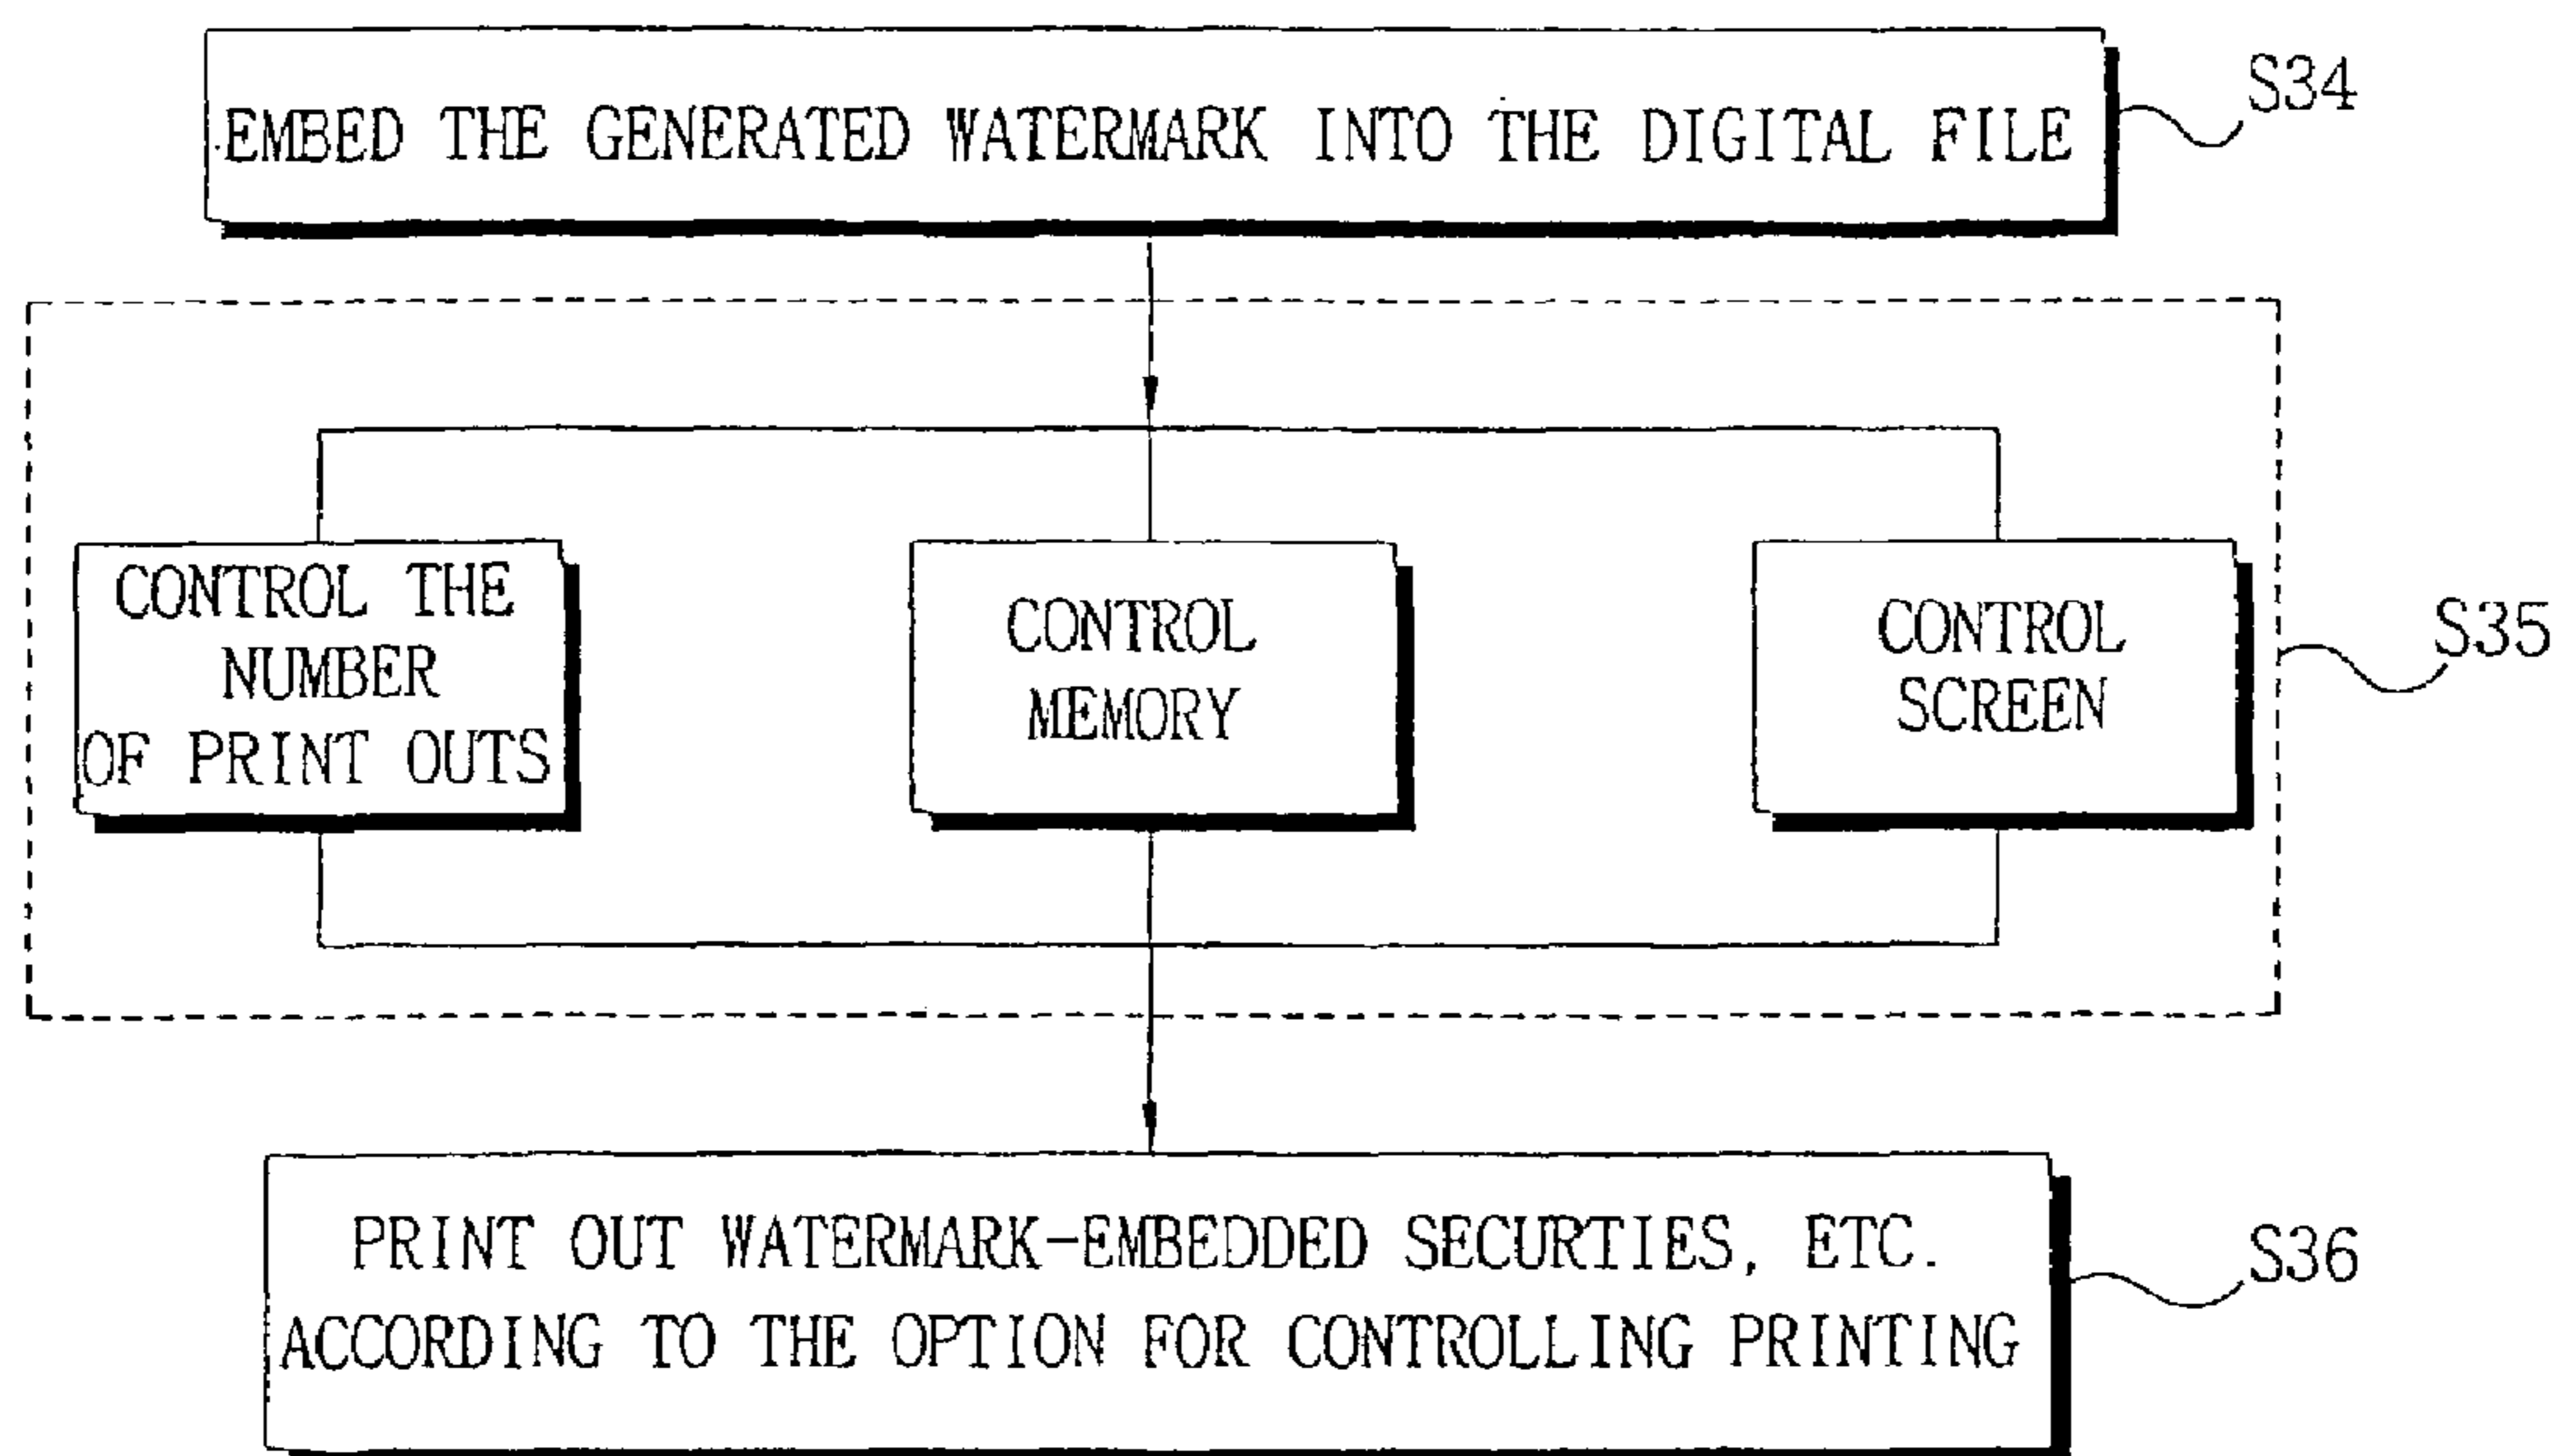 EMBED THE GENERATED WATERMARK INTO THE DIGITAL FILE
S34
CONTROL THE
NUMBER
OF PRINT OUTS
CONTROL
MEMORY
CONTROL
SCREEN
S35
PRINT OUT WATERMARK-EMBEDDED SECURTIES, ETC.
ACCORDING TO THE OPTION FOR CONTROLLING PRINTING
S36